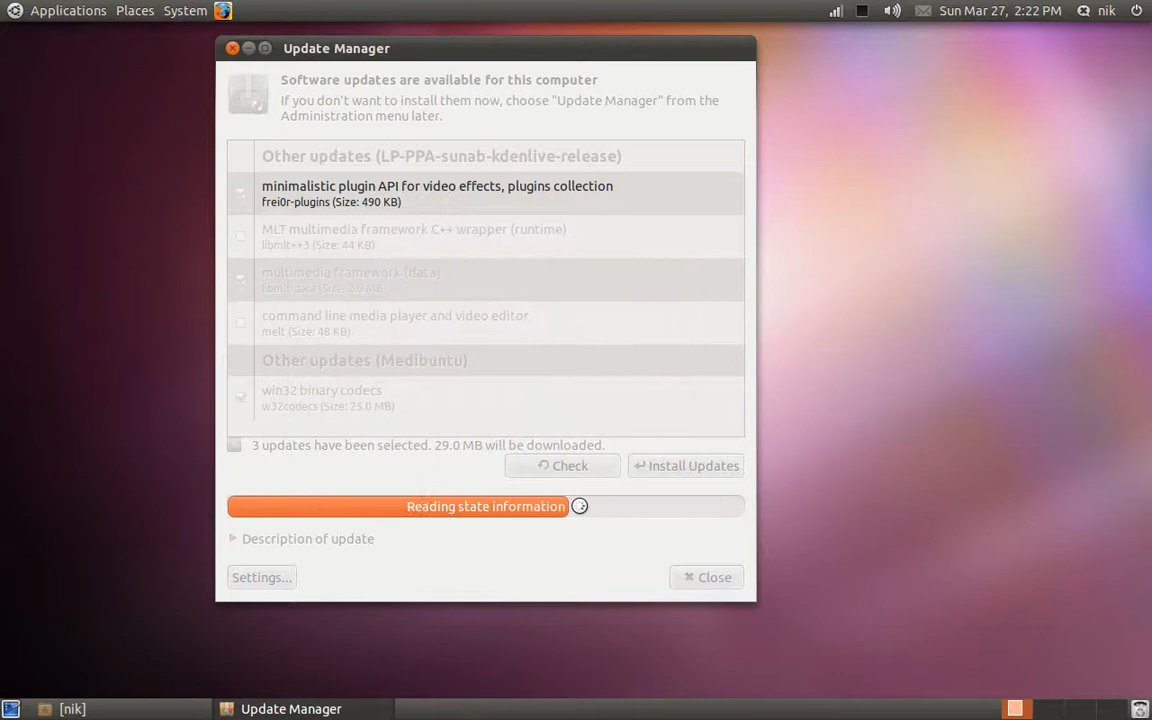 Applications Places System Sun Mar 27, 2:22 PM nik
Update Manager
Software updates are available for this computer
If you don't want to install them now, choose "Update Manager" from the
Administration menu later.
Other updates (LP-PPA-sunab-kdenlive-release)
minimalistic plugin API for video effects, plugins collection
frei0r-plugins (Size: 490 KB)
MLT multimedia framework C++ wrapper (runtime)
libmlt++3 (Size: 44 KB)
multimedia framework (data)
libmlt-data (Size: 2.6 MB
command line media player and video editor
melt (Size: 48 KB)
Other updates (Medibuntu)
win32 binary codecs
w32codecs (Size: 25.0 MB)
3 updates have been selected. 29.0 MB will be downloaded.
Check Install Updates
Reading state information
Description of update
Settings... Close
[nik] Update Manager